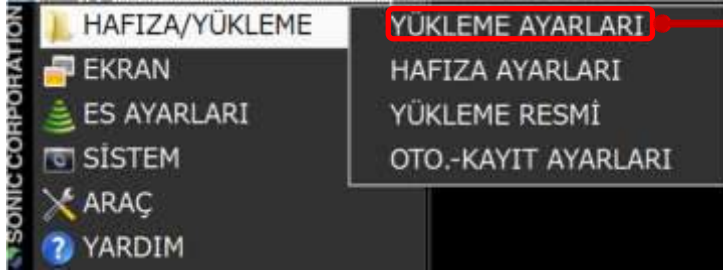 HAFIZA/YÜKLEME
EKRAN
ES AYARLARI
SİSTEM
ARAÇ
YARDIM
YÜKLEME AYARLARI
HAFIZA AYARLARI
YÜKLEME RESMİ
OTO.-KAYIT AYARLARI
SONIC CORPORATION